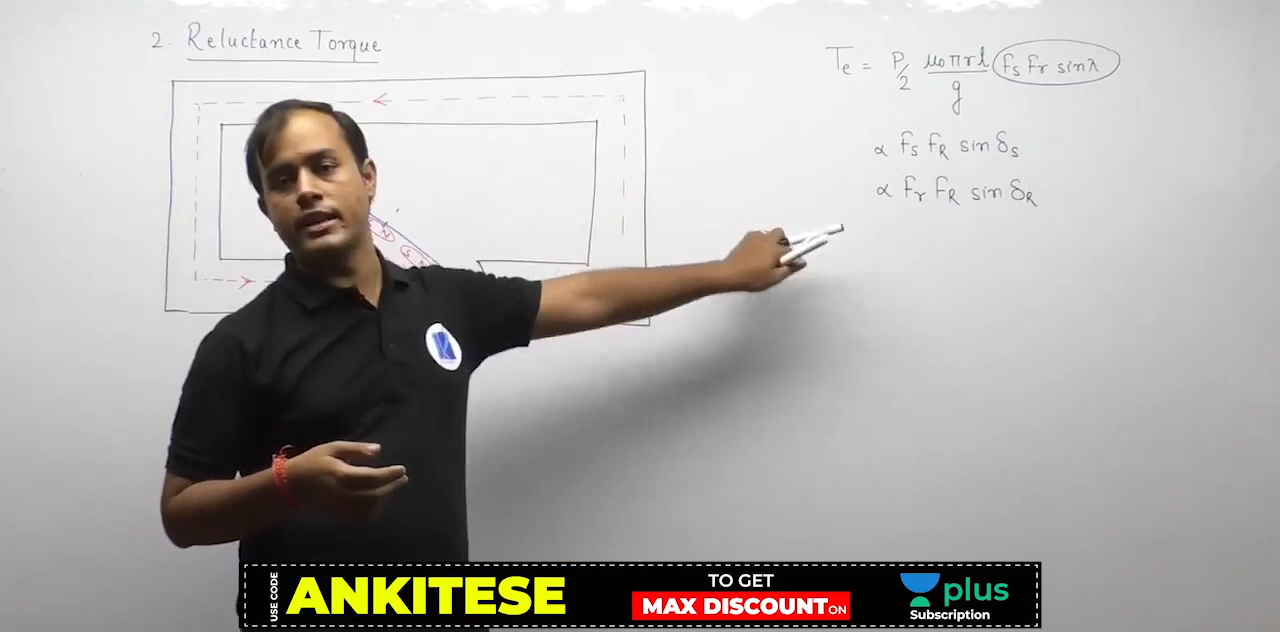 2. Reluctance Torque
Te = P/2 μ0πrl/g (Fs Fr sinλ)
α Fs FR sin δs
α Fr FR sin δR
N
S
USE CODE
ANKITESE
TO GET
MAX DISCOUNT ON
plus
Subscription